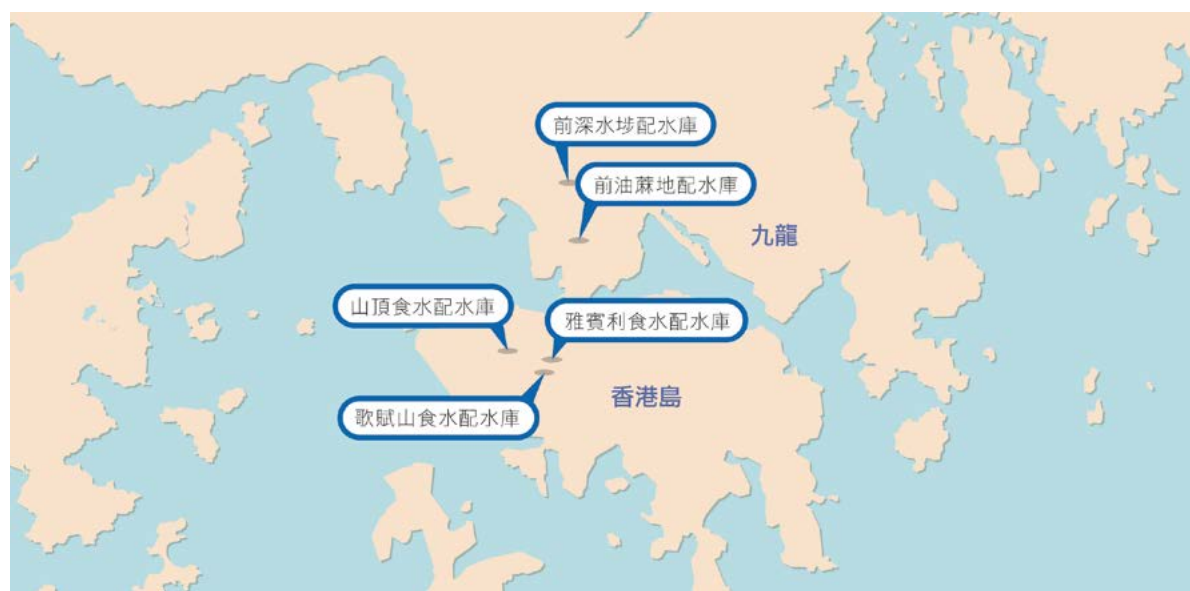 前深水埗配水庫
前油蔴地配水庫
九龍
山頂食水配水庫
雅賓利食水配水庫
香港島
歌賦山食水配水庫